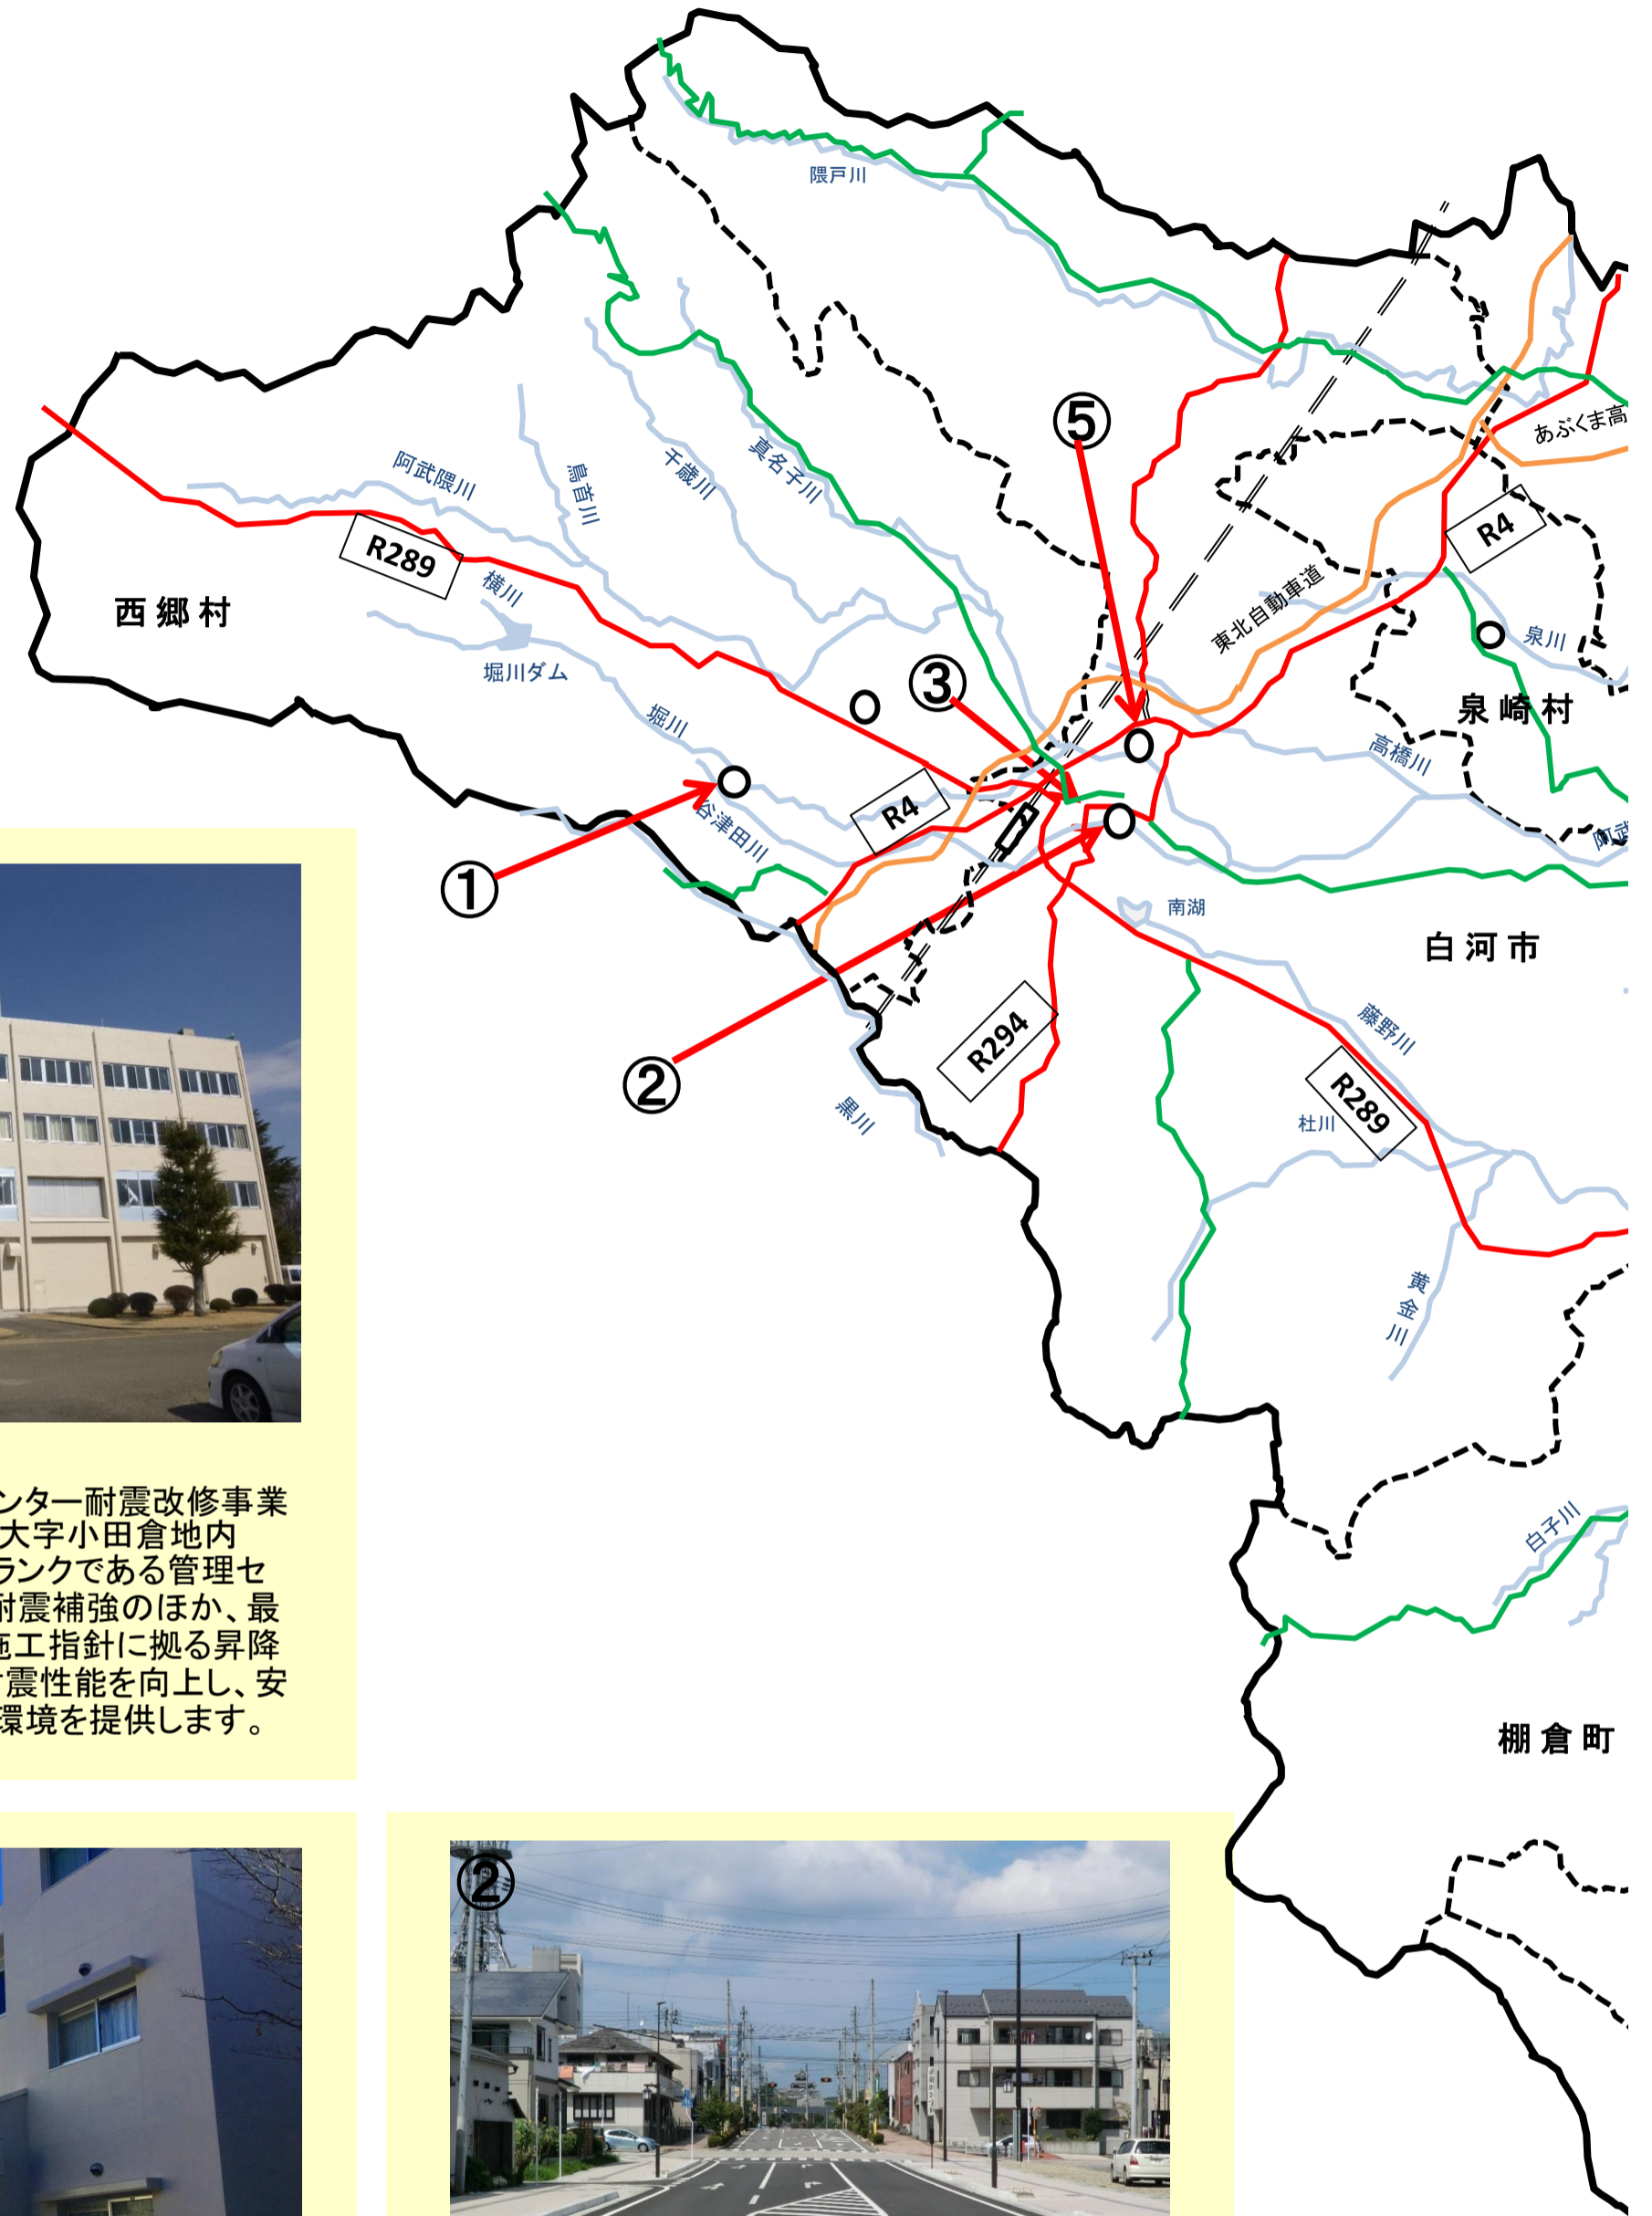 隈戸川
⑤
あぶくま高
真名子川
千歳川
鳥首川
阿武隈川
R289
R4
横川
東北自動車道
西郷村
泉川
堀川ダム
③
泉崎村
堀川
高橋川
R4
谷津田川
①
南湖
白河市
R294
藤野川
②
黒川
R289
杜川
黄金川
ンター耐震改修事業
大字小田倉地内
ランクである管理セ
耐震補強のほか、最
施工指針に拠る昇降
震性能を向上し、安
環境を提供します。
白子川
棚倉町
②